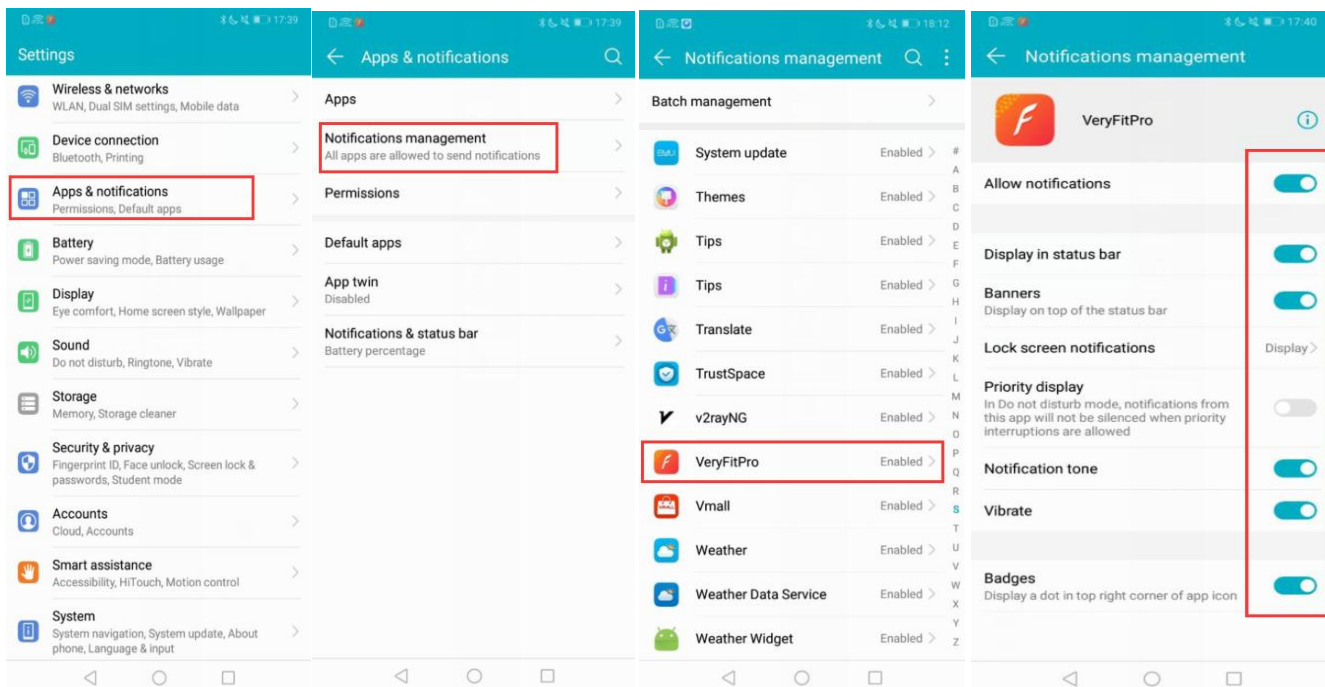 17:39
Settings
Wireless & networks
WLAN, Dual SIM settings, Mobile data
Device connection
Bluetooth, Printing
Apps & notifications
Permissions, Default apps
Battery
Power saving mode, Battery usage
Display
Eye comfort, Home screen style, Wallpaper
Sound
Do not disturb, Ringtone, Vibrate
Storage
Memory, Storage cleaner
Security & privacy
Fingerprint ID, Face unlock, Screen lock &
passwords, Student mode
Accounts
Cloud, Accounts
Smart assistance
Accessibility, HiTouch, Motion control
System
System navigation, System update, About
phone, Language & input
17:39
Apps & notifications
Apps
Notifications management
All apps are allowed to send notifications
Permissions
Default apps
App twin
Disabled
Notifications & status bar
Battery percentage
18:12
Notifications management
Batch management
EMUI
System update Enabled
Themes Enabled
Tips Enabled
Tips Enabled
Translate Enabled
TrustSpace Enabled
v2rayNG Enabled
VeryFitPro Enabled
Vmall Enabled
Weather Enabled
Weather Data Service Enabled
Weather Widget Enabled
#
A
B
C
D
E
F
G
H
I
J
K
L
M
N
O
P
Q
R
S
T
U
V
W
X
Y
Z
17:40
Notifications management
VeryFitPro
Allow notifications
Display in status bar
Banners
Display on top of the status bar
Lock screen notifications Display
Priority display
In Do not disturb mode, notifications from
this app will not be silenced when priority
interruptions are allowed
Notification tone
Vibrate
Badges
Display a dot in top right corner of app icon